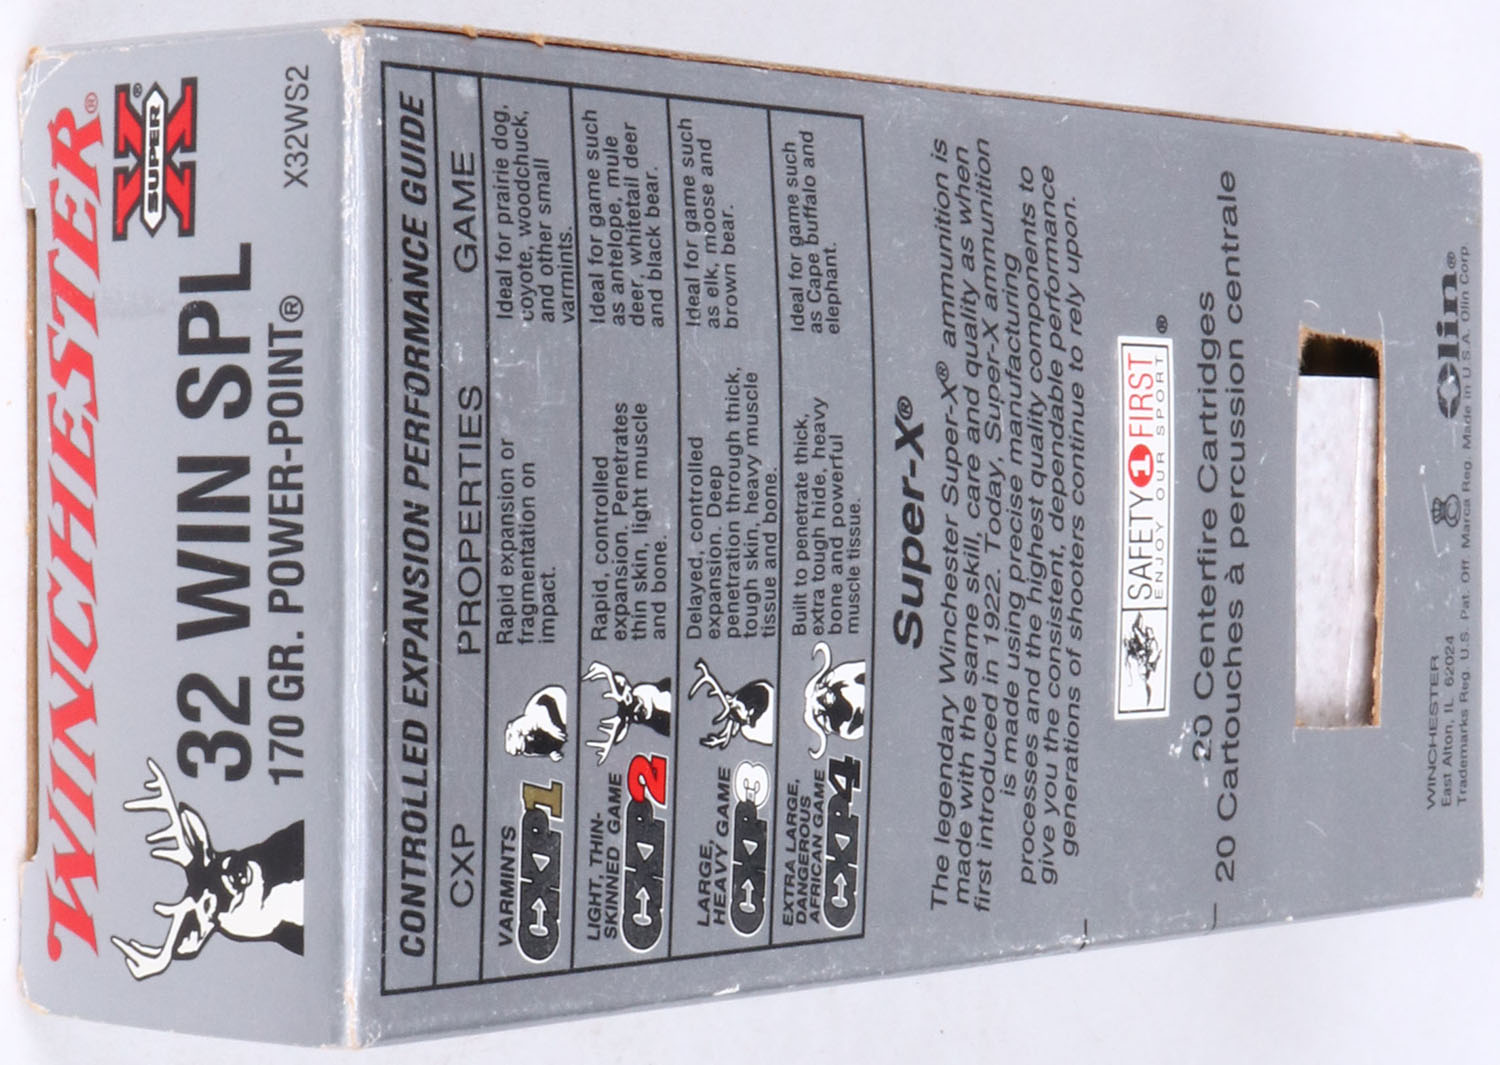 WINCHESTER®
SUPER X®
32 WIN SPL
170 GR. POWER-POINT®
X32WS2
CONTROLLED EXPANSION PERFORMANCE GUIDE
CXP PROPERTIES GAME
VARMINTS
CXP1
Rapid expansion or
fragmentation on
impact.
Ideal for prairie dog,
coyote, woodchuck,
and other small
varmints.
LIGHT, THIN-
SKINNED GAME
CXP2
Rapid, controlled
expansion. Penetrates
thin skin, light muscle
and bone.
Ideal for game such
as antelope, mule
deer, whitetail deer
and black bear.
LARGE,
HEAVY GAME
CXP3
Delayed, controlled
expansion. Deep
penetration through thick,
tough skin, heavy muscle
tissue and bone.
Ideal for game such
as elk, moose and
brown bear.
EXTRA LARGE,
DANGEROUS
AFRICAN GAME
CXP4
Built to penetrate thick,
extra tough hide, heavy
bone and powerful
muscle tissue.
Ideal for game such
as Cape buffalo and
elephant.
Super-X®
The legendary Winchester Super-X® ammunition is
made with the same skill, care and quality as when
first introduced in 1922. Today, Super-X ammunition
is made using precise manufacturing
processes and the highest quality components to
give you the consistent, dependable performance
generations of shooters continue to rely upon.
SAFETY 1 FIRST®
ENJOY OUR SPORT
20 Centerfire Cartridges
20 Cartouches à percussion centrale
WINCHESTER
East Alton, IL 62024
Olin®
Trademarks Reg. U.S. Pat. Off. Marca Reg. Made in U.S.A. Olin Corp.